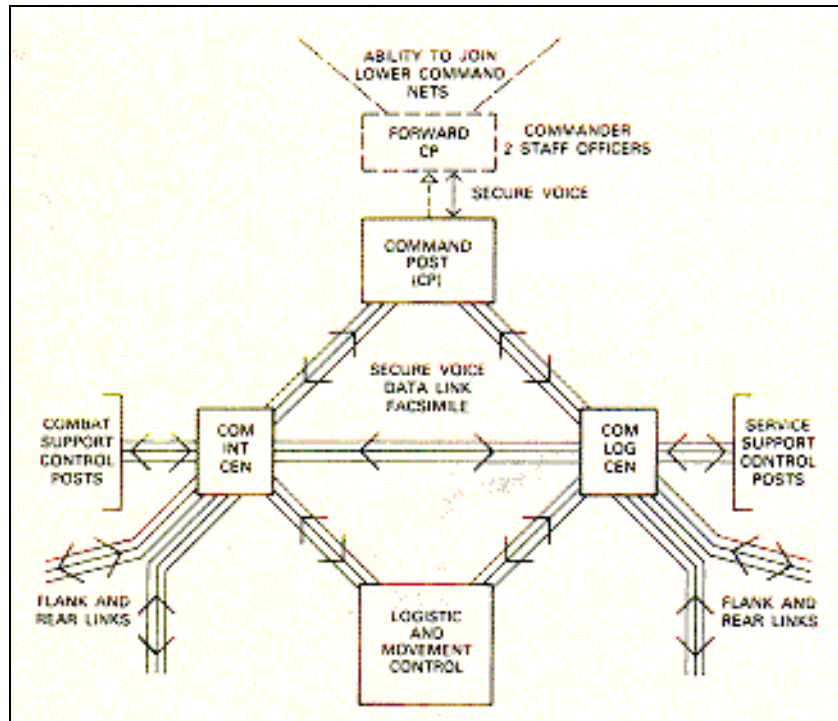 ABILITY TO JOIN
LOWER COMMAND
NETS
FORWARD
CP
COMMANDER
2 STAFF OFFICERS
SECURE VOICE
COMMAND
POST
(CP)
SECURE VOICE
DATA LINK
FACSIMILE
COMBAT
SUPPORT
CONTROL
POSTS
COM
INT
CEN
COM
LOG
CEN
SERVICE
SUPPORT
CONTROL
POSTS
FLANK AND
REAR LINKS
LOGISTIC
AND
MOVEMENT
CONTROL
FLANK AND
REAR LINKS